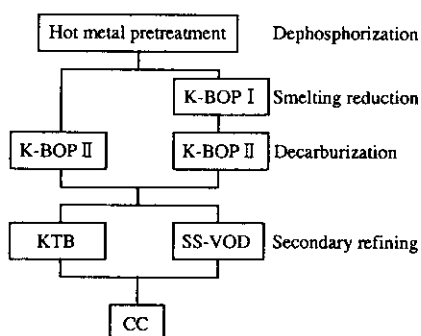 Hot metal pretreatment Dephosphorization
K-BOP Ⅰ Smelting reduction
K-BOP Ⅱ K-BOP Ⅱ Decarburization
KTB SS-VOD Secondary refining
CC